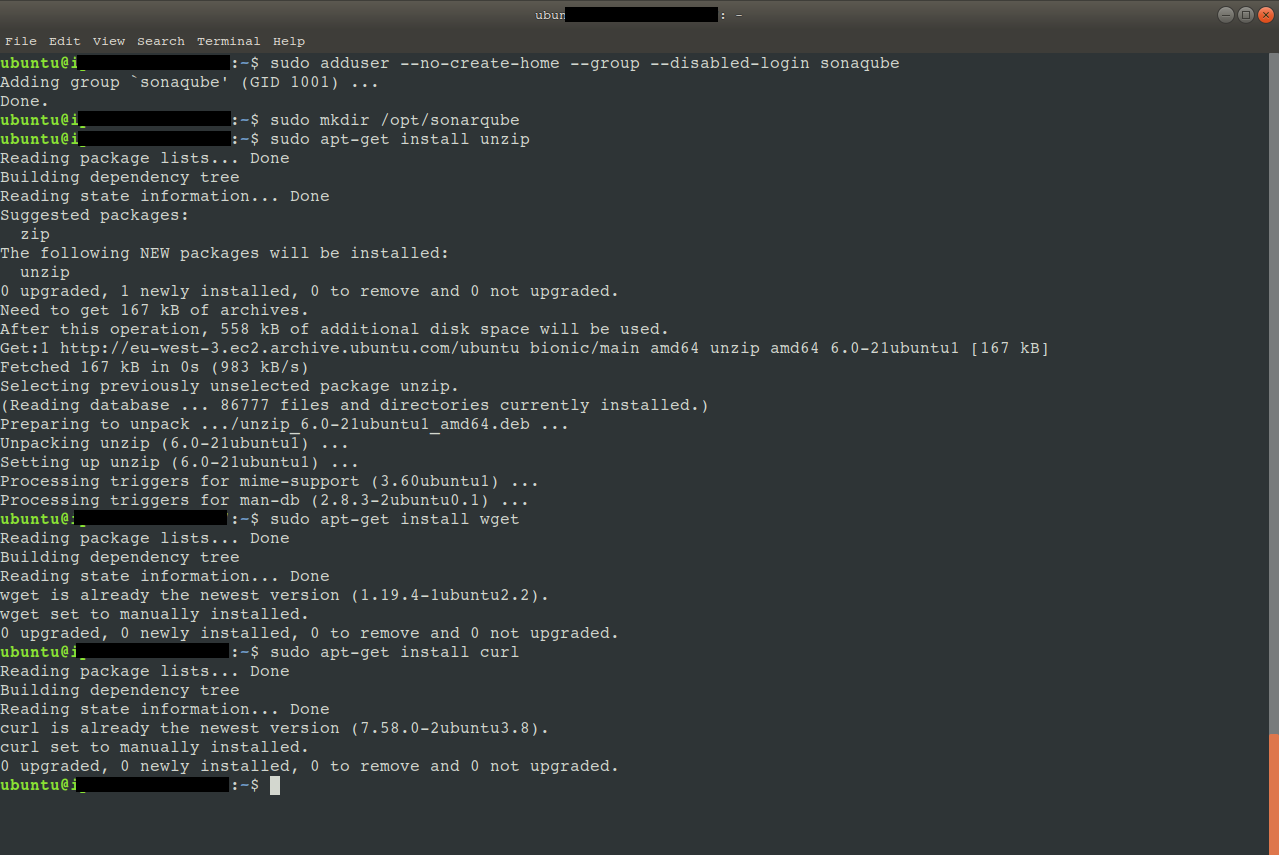 ubun : ~
File Edit View Search Terminal Help
ubuntu@i :~$ sudo adduser --no-create-home --group --disabled-login sonaqube
Adding group `sonaqube' (GID 1001) ...
Done.
ubuntu@i :~$ sudo mkdir /opt/sonarqube
ubuntu@i :~$ sudo apt-get install unzip
Reading package lists... Done
Building dependency tree
Reading state information... Done
Suggested packages:
  zip
The following NEW packages will be installed:
  unzip
0 upgraded, 1 newly installed, 0 to remove and 0 not upgraded.
Need to get 167 kB of archives.
After this operation, 558 kB of additional disk space will be used.
Get:1 http://eu-west-3.ec2.archive.ubuntu.com/ubuntu bionic/main amd64 unzip amd64 6.0-21ubuntu1 [167 kB]
Fetched 167 kB in 0s (983 kB/s)
Selecting previously unselected package unzip.
(Reading database ... 86777 files and directories currently installed.)
Preparing to unpack .../unzip_6.0-21ubuntu1_amd64.deb ...
Unpacking unzip (6.0-21ubuntu1) ...
Setting up unzip (6.0-21ubuntu1) ...
Processing triggers for mime-support (3.60ubuntu1) ...
Processing triggers for man-db (2.8.3-2ubuntu0.1) ...
ubuntu@i :~$ sudo apt-get install wget
Reading package lists... Done
Building dependency tree
Reading state information... Done
wget is already the newest version (1.19.4-1ubuntu2.2).
wget set to manually installed.
0 upgraded, 0 newly installed, 0 to remove and 0 not upgraded.
ubuntu@i :~$ sudo apt-get install curl
Reading package lists... Done
Building dependency tree
Reading state information... Done
curl is already the newest version (7.58.0-2ubuntu3.8).
curl set to manually installed.
0 upgraded, 0 newly installed, 0 to remove and 0 not upgraded.
ubuntu@i :~$